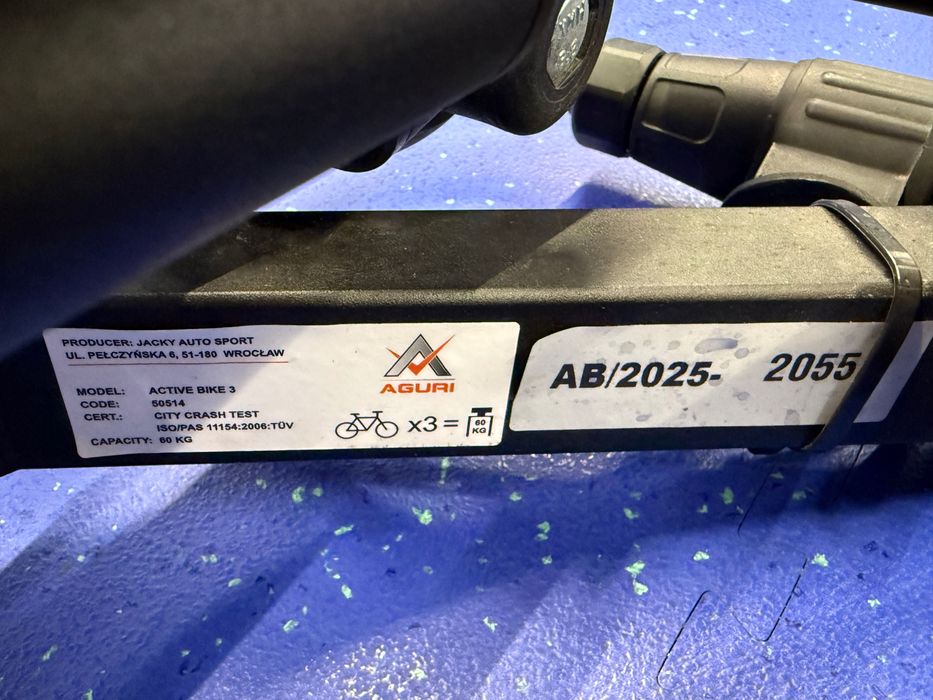 PRODUCER: JACKY AUTO SPORT
UL. PEŁCZYŃSKA 6, 51-180 WROCŁAW
MODEL: ACTIVE BIKE 3
CODE: 50514
CERT.: CITY CRASH TEST
ISO/PAS 11154:2006:TÜV
CAPACITY: 60 KG
AGURI
x3 = 60 KG
AB/2025- 2055